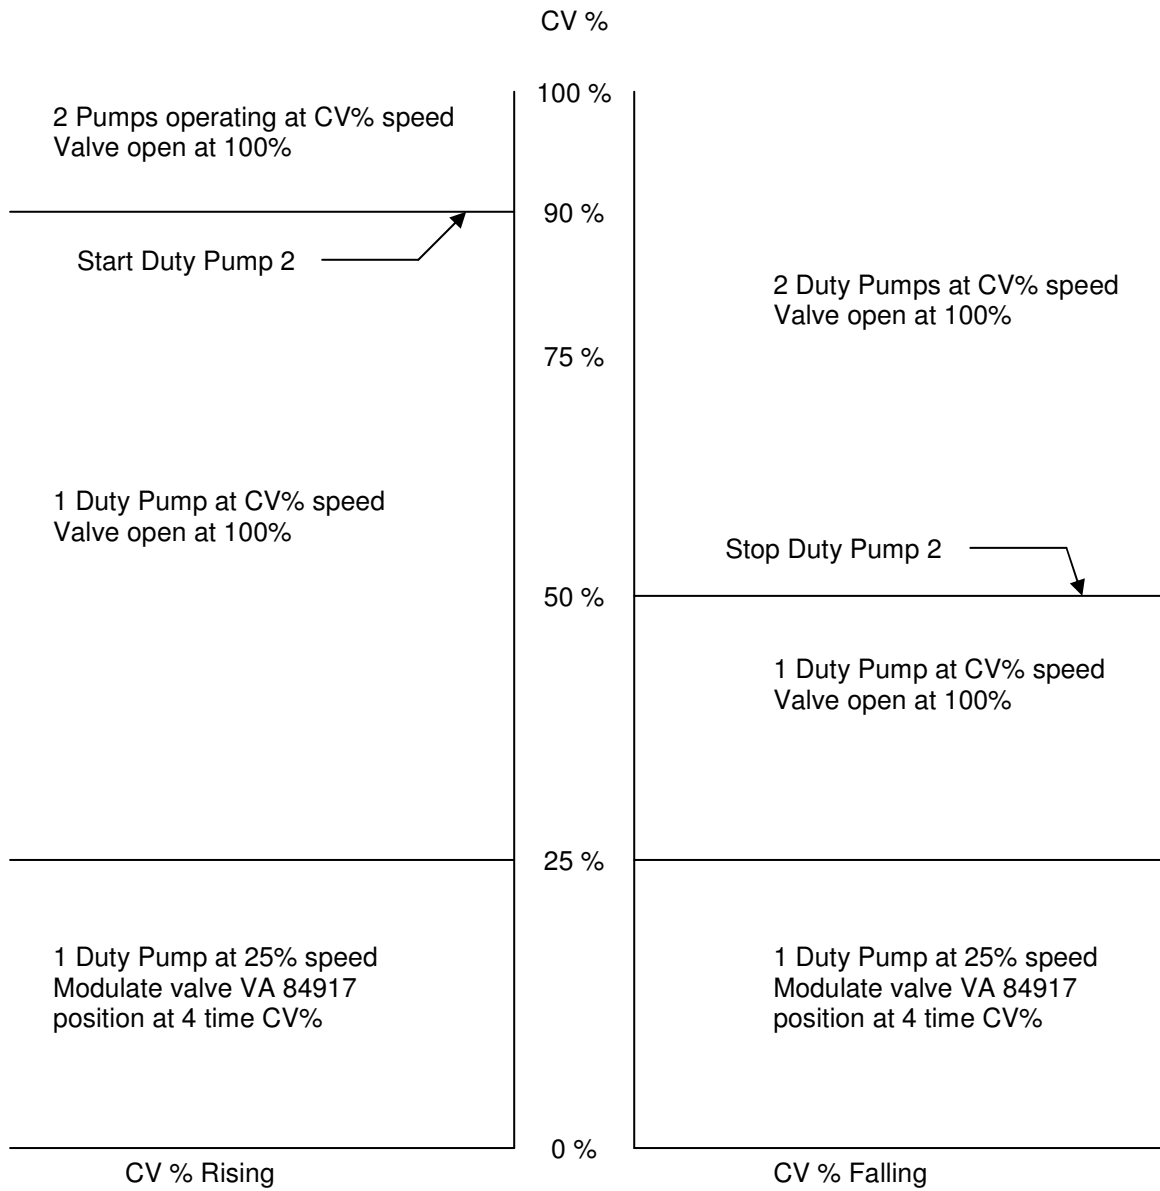 CV %
100 %
2 Pumps operating at CV% speed
Valve open at 100%
90 %
Start Duty Pump 2
2 Duty Pumps at CV% speed
Valve open at 100%
75 %
1 Duty Pump at CV% speed
Valve open at 100%
Stop Duty Pump 2
50 %
1 Duty Pump at CV% speed
Valve open at 100%
25 %
1 Duty Pump at 25% speed
Modulate valve VA 84917
position at 4 time CV%
1 Duty Pump at 25% speed
Modulate valve VA 84917
position at 4 time CV%
0 %
CV % Rising
CV % Falling